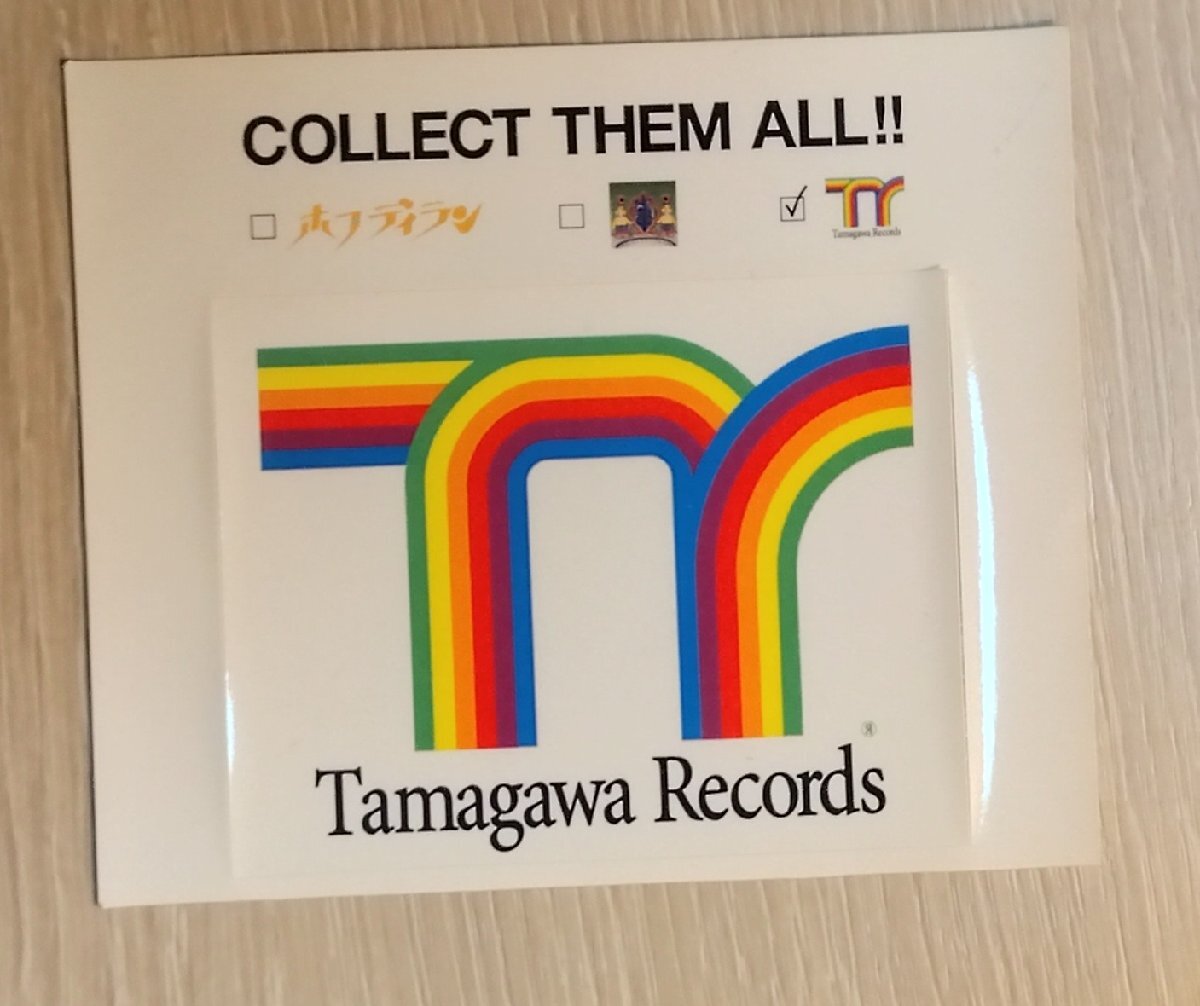 COLLECT THEM ALL!!
ホフディラン
Tamagawa Records
®
Tamagawa Records